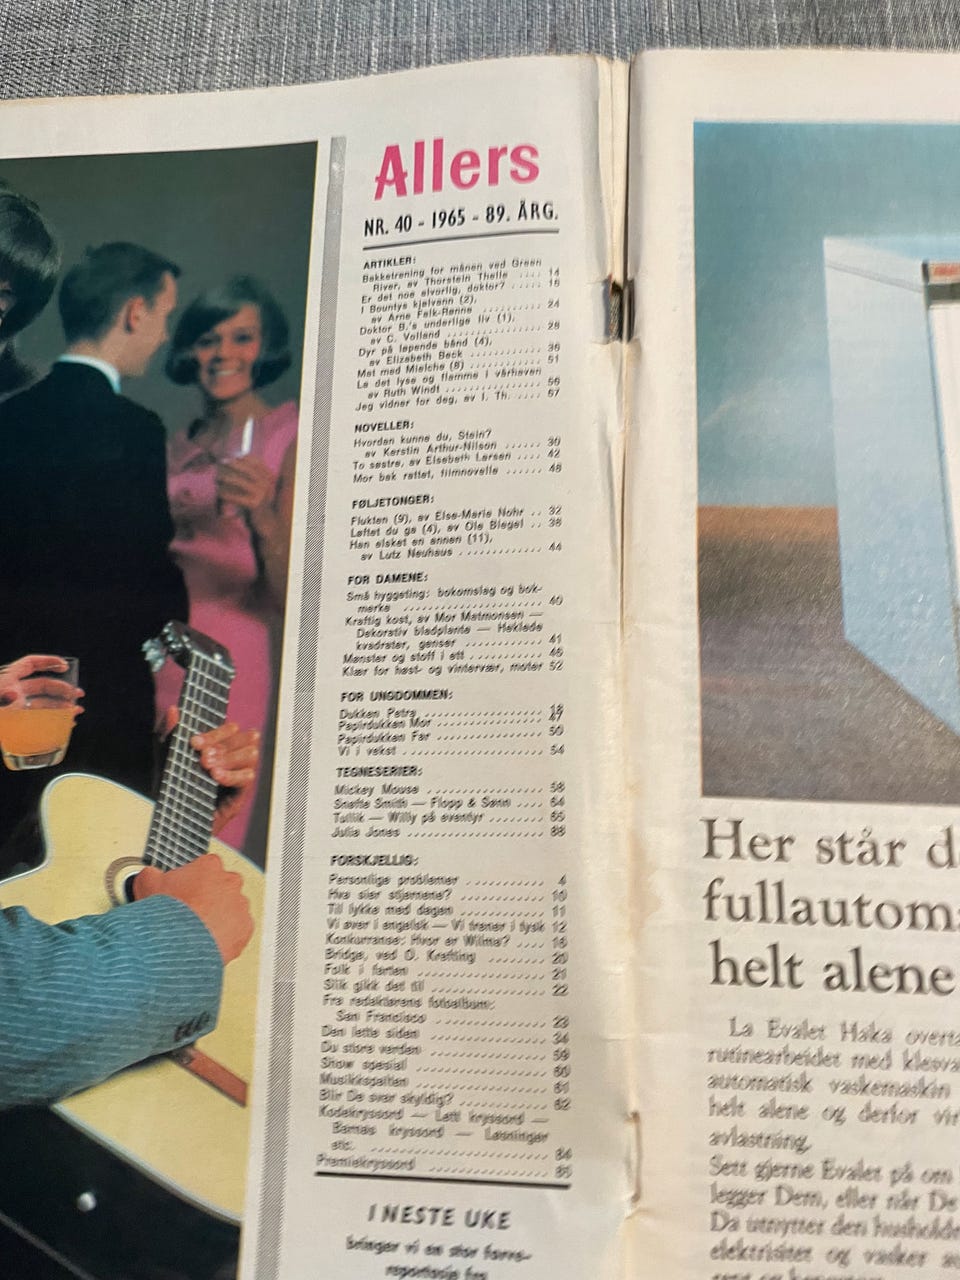 Allers
NR. 40 - 1965 - 89. ÅRG.
ARTIKLER:
Bakketrening for månen ved Green
River, av Thorstein Thelle .... 14
Er det noe alvorlig, doktor? ..... 16
I Bountys kjølvann (2),
av Arne Falk-Rønne .......... 24
Doktor B.'s underlige liv (1),
av C. Volland .............. 28
Dyr på løpende bånd (4),
av Elizabeth Beck ........... 36
Mat med Mielche (8) ........... 51
La det lyse og flamme i vårhaven
av Ruth Windt .............. 56
Jeg vidner for deg, av I. Th. ..... 67
NOVELLER:
Hvordan kunne du, Stein?
av Kerstin Arthur-Nilson ...... 30
To søstre, av Elsebeth Larsen .... 42
Mor bak rattet, filmnovelle ...... 48
FØLJETONGER:
Flukten (9), av Else-Marie Nohr .. 32
Løftet du ga (4), av Ole Blegel .. 38
Han elsket en annen (11),
av Lutz Neuhaus ............ 44
FOR DAMENE:
Små hyggeting: bokomslag og bok-
merke .................... 40
Kraftig kost, av Mor Matmonsen —
Dekorativ bladplante — Heklede
kvadrater, genser ............ 41
Mønster og stoff i ett ........... 46
Klær for høst- og vintervær, moter 52
FOR UNGDOMMEN:
Dukken Petra ................ 18
Papirdukken Mor .............. 47
Papirdukken Far .............. 50
Vi i vekst .................... 54
TEGNESERIER:
Mickey Mouse ................ 58
Snøfte Smith — Flopp & Sønn .... 64
Tullik — Willy på eventyr ....... 65
Julia Jones .................. 88
FORSKJELLIG:
Personlige problemer ........... 4
Hva sier stjernene? ............ 10
Til lykke med dagen ........... 11
Vi øver i engelsk — Vi trener i tysk 12
Konkurranse: Hvor er Wilma? .... 16
Bridge, ved O. Krefting ........ 20
Folk i farten ................. 21
Slik gikk det til .............. 22
Fra redaktørens fotoalbum:
San Francisco .............. 23
Den lette siden ............... 34
Du store verden .............. 59
Show spesial ................. 60
Musikkspalten ................ 61
Blir De svar skyldig? .......... 62
Kodekryssord — Lett kryssord —
Barnas kryssord — Løsninger
etc. ....................... 84
Premiekryssord ............... 85
I NESTE UKE
bringer vi en stor farve-
reportasje fra
Her står d
fullautom
helt alene
La Evalet Haka overta
rutinearbeidet med klesva
automatisk vaskemaskin
helt alene og derfor vir
avlastning.
Sett gjerne Evalet på om
legger Dem, eller når De
Da utnytter den husholdn
elektrisitet og vasker